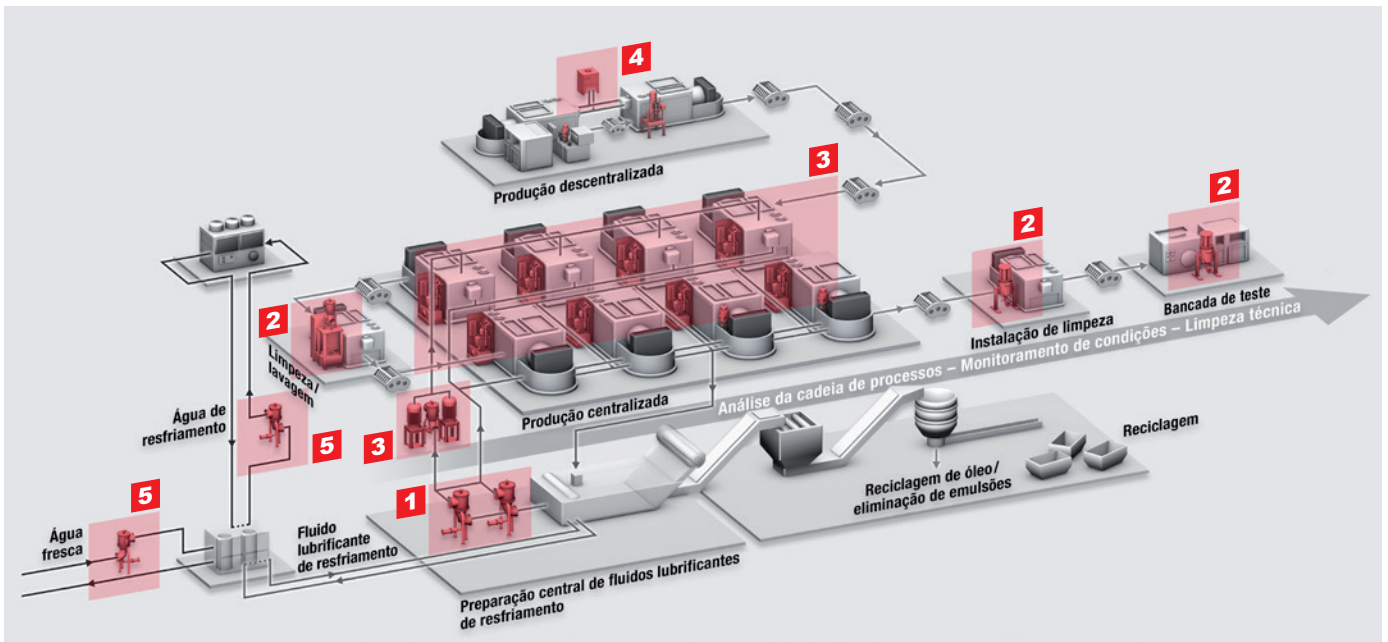 4
Produção descentralizada
3
2
2
Bancada de teste
Instalação de limpeza
2
Limpeza/
lavagem
Análise da cadeia de processos – Monitoramento de condições – Limpeza técnica
Produção centralizada
Água de
resfriamento
5
3
Reciclagem
Reciclagem de óleo/
eliminação de emulsões
1
5
Água
fresca
Fluido
lubrificante
de resfriamento
Preparação central de fluidos lubrificantes
de resfriamento